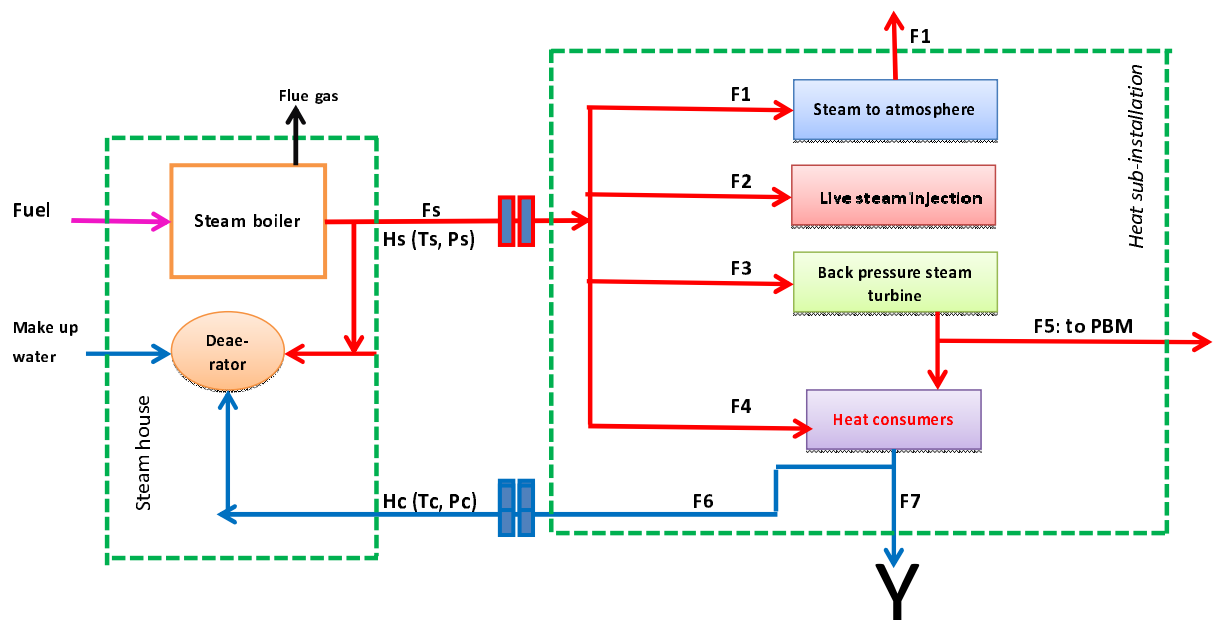 F1
Flue gas
F1
Steam to atmosphere
Heat sub-installation
Fuel
Steam boiler
Fs
Hs (Ts, Ps)
F2
Live steam injection
F3
Back pressure steam
turbine
Make up
water
Deae-
rator
F5: to PBM
Steam house
F4
Heat consumers
Hc (Tc, Pc)
F6
F7